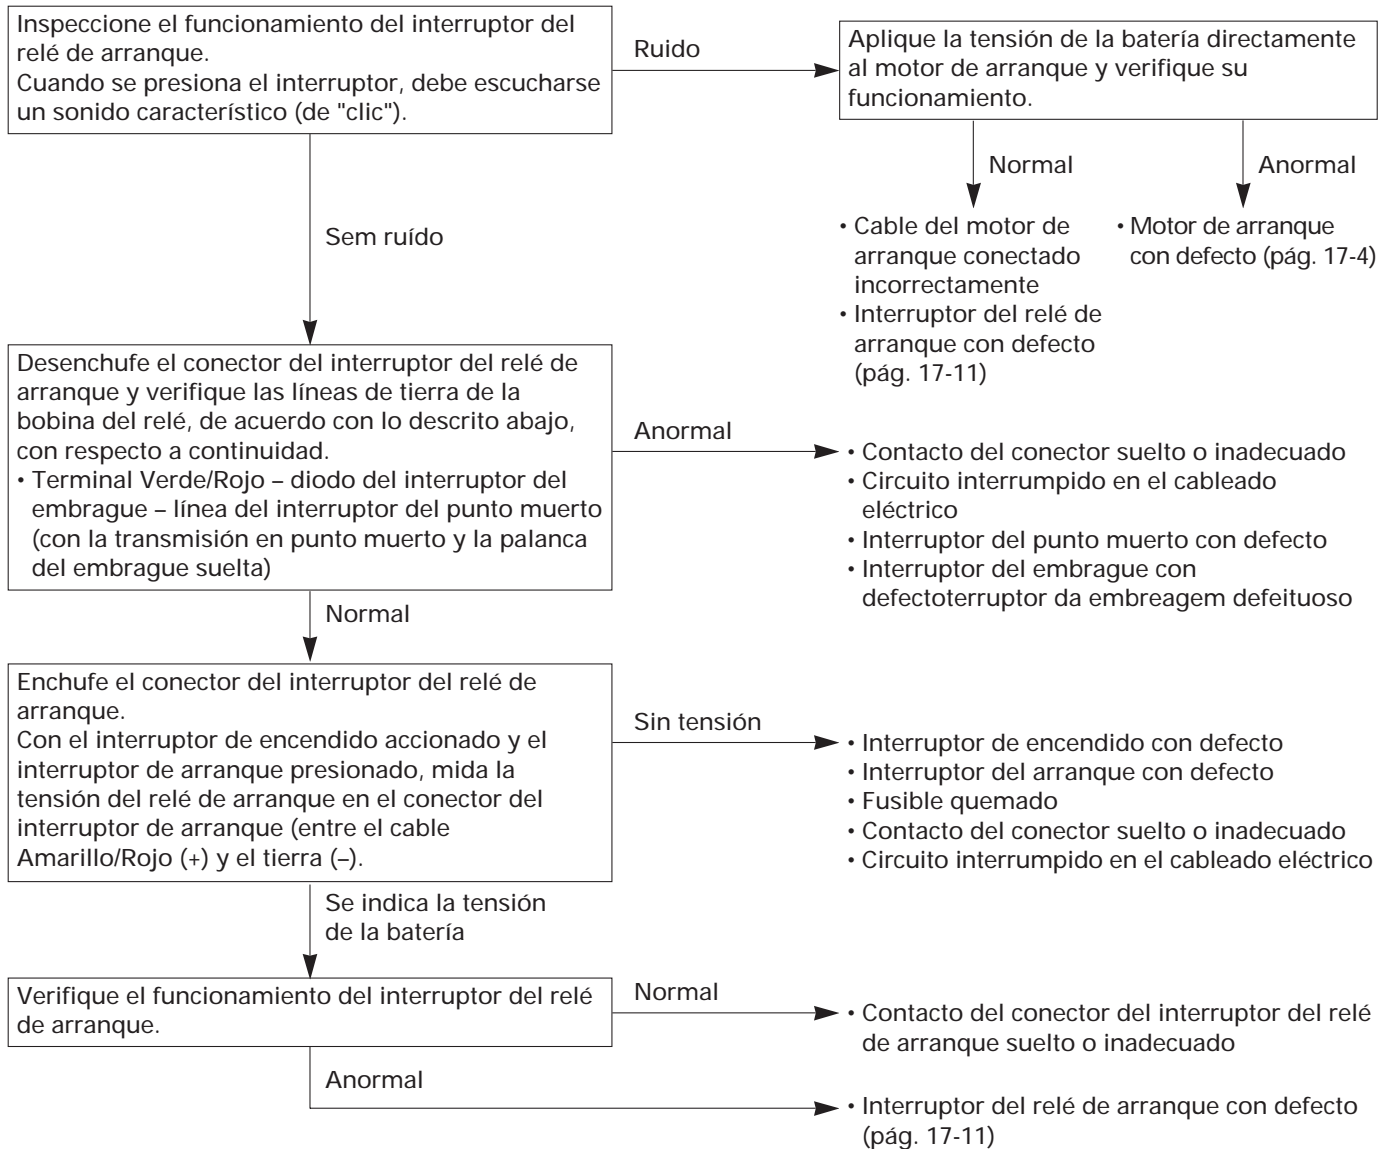 Inspeccione el funcionamiento del interruptor del
relé de arranque.
Cuando se presiona el interruptor, debe escucharse
un sonido característico (de "clic").
Ruido
Aplique la tensión de la batería directamente
al motor de arranque y verifique su
funcionamiento.
Normal
Anormal
• Cable del motor de
arranque conectado
incorrectamente
• Interruptor del relé de
arranque con defecto
(pág. 17-11)
• Motor de arranque
con defecto (pág. 17-4)
Sem ruído
Desenchufe el conector del interruptor del relé de
arranque y verifique las líneas de tierra de la
bobina del relé, de acuerdo con lo descrito abajo,
con respecto a continuidad.
• Terminal Verde/Rojo – diodo del interruptor del
embrague – línea del interruptor del punto muerto
(con la transmisión en punto muerto y la palanca
del embrague suelta)
Anormal
• Contacto del conector suelto o inadecuado
• Circuito interrumpido en el cableado
eléctrico
• Interruptor del punto muerto con defecto
• Interruptor del embrague con
defectoterruptor da embreagem defeituoso
Normal
Enchufe el conector del interruptor del relé de
arranque.
Con el interruptor de encendido accionado y el
interruptor de arranque presionado, mida la
tensión del relé de arranque en el conector del
interruptor de arranque (entre el cable
Amarillo/Rojo (+) y el tierra (–).
Sin tensión
• Interruptor de encendido con defecto
• Interruptor del arranque con defecto
• Fusible quemado
• Contacto del conector suelto o inadecuado
• Circuito interrumpido en el cableado eléctrico
Se indica la tensión
de la batería
Verifique el funcionamiento del interruptor del relé
de arranque.
Normal
• Contacto del conector del interruptor del relé
de arranque suelto o inadecuado
Anormal
• Interruptor del relé de arranque con defecto
(pág. 17-11)